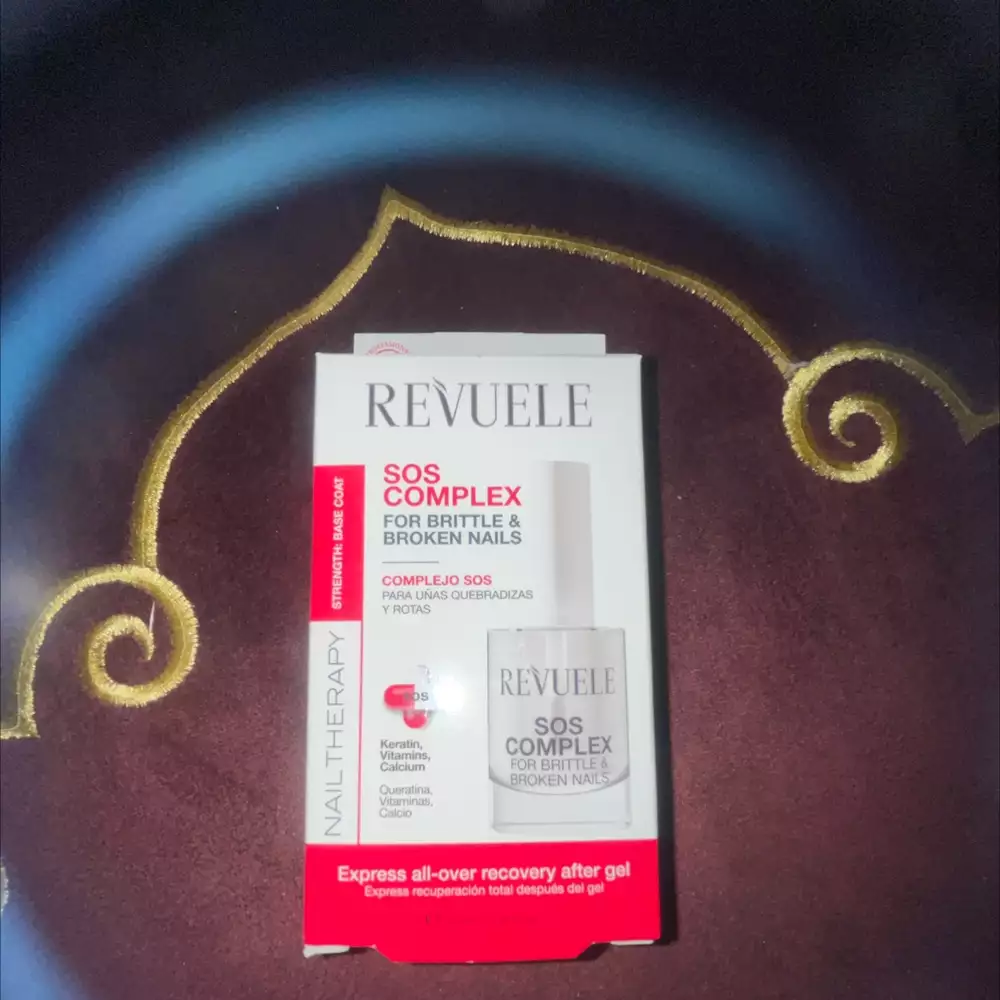 REVUELE
SOS
COMPLEX
FOR BRITTLE &
BROKEN NAILS
COMPLEJO SOS
PARA UÑAS QUEBRADIZAS
Y ROTAS
STRENGTH: BASE COAT
NAIL THERAPY
SOS
Keratin,
Vitamins,
Calcium
Queratina,
Vitaminas,
Calcio
REVUELE
SOS
COMPLEX
FOR BRITTLE &
BROKEN NAILS
Express all-over recovery after gel
Express recuperación total después del gel